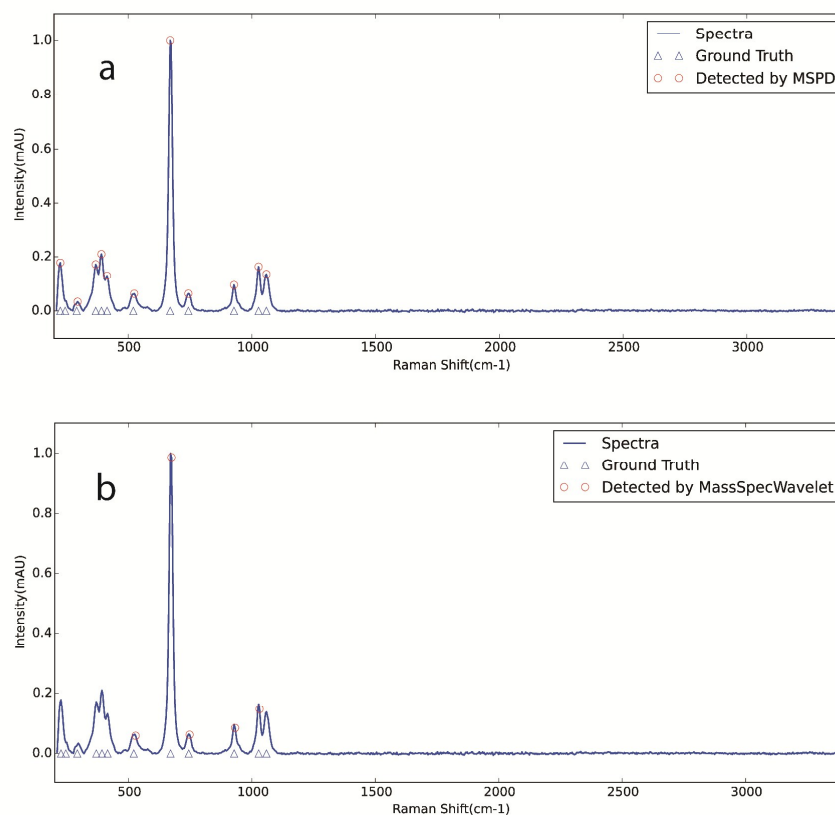 a
1.0
0.8
0.6
0.4
0.2
0.0
Intensity(mAU)
500 1000 1500 2000 2500 3000
Raman Shift(cm-1)
Spectra
Ground Truth
Detected by MSPD
b
1.0
0.8
0.6
0.4
0.2
0.0
Intensity(mAU)
500 1000 1500 2000 2500 3000
Raman Shift(cm-1)
Spectra
Ground Truth
Detected by MassSpecWavelet